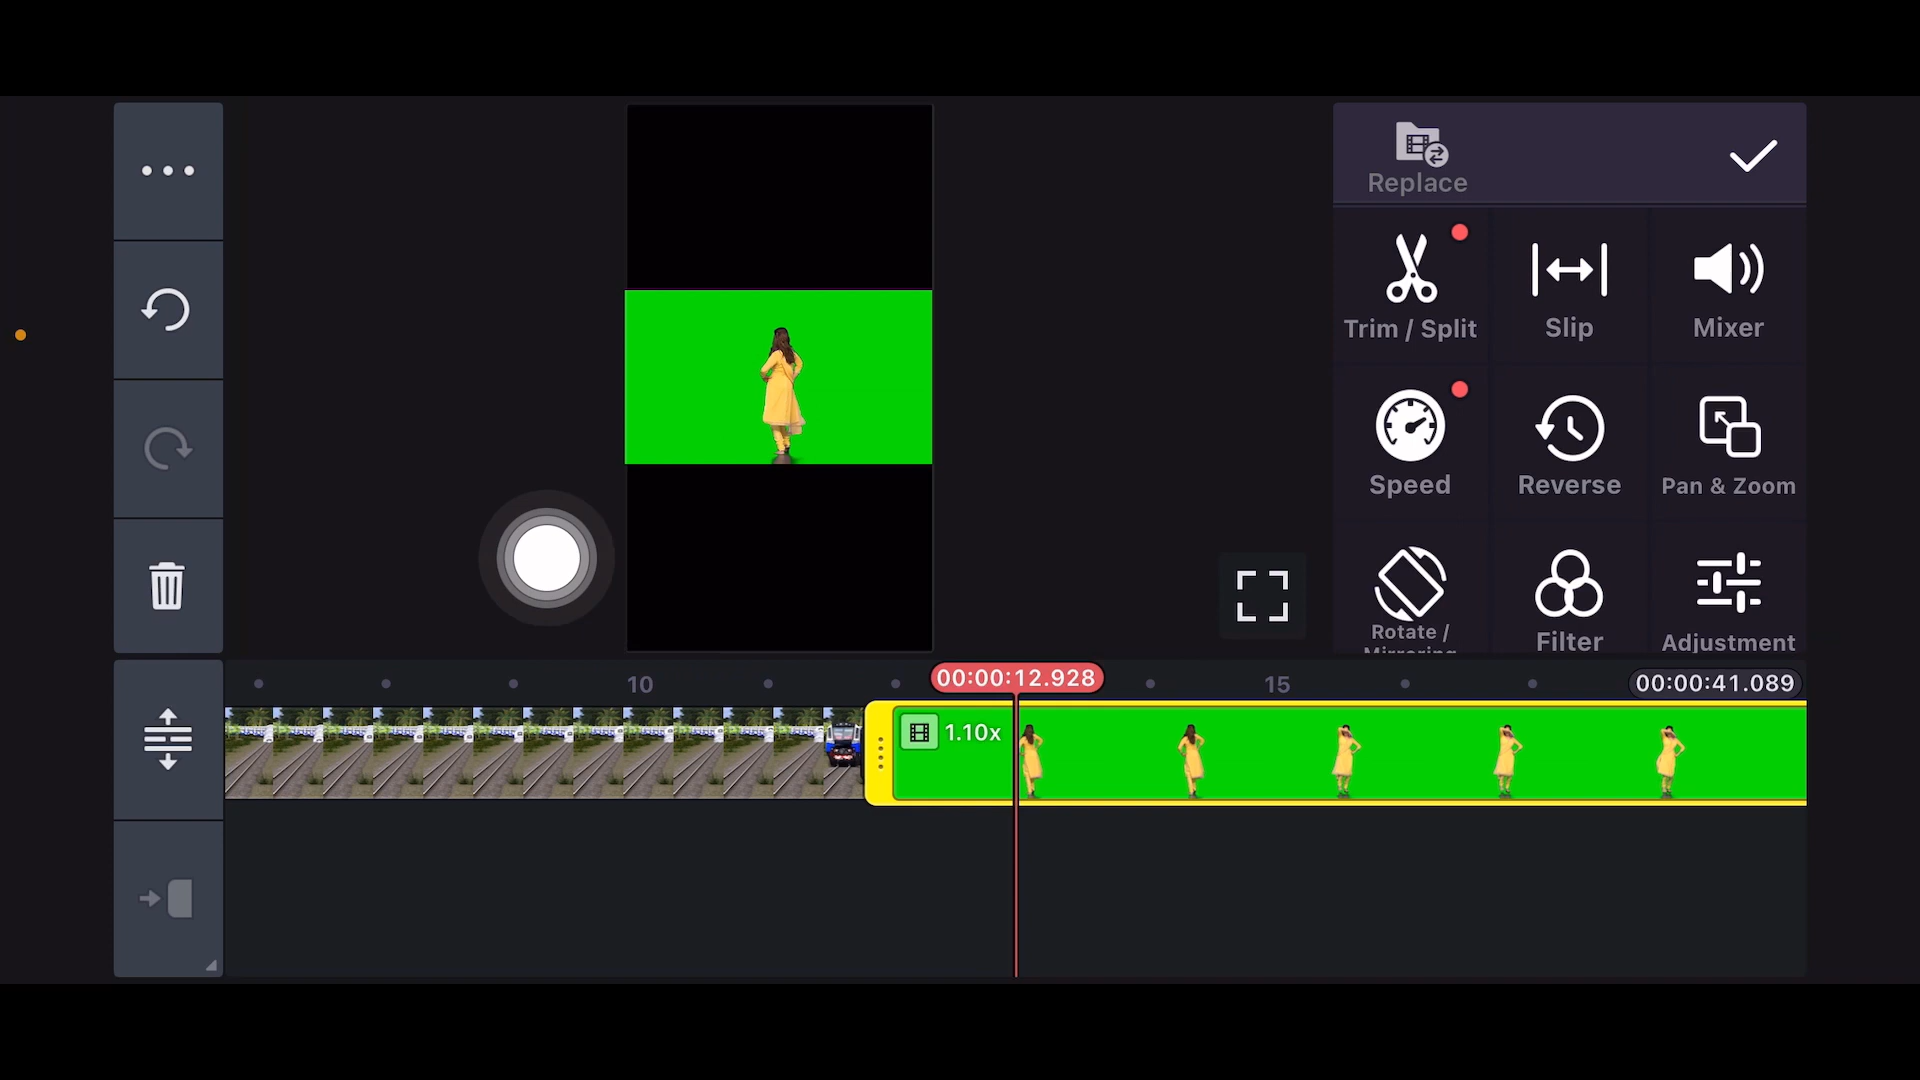 Replace
Trim / Split
Slip
Mixer
Speed
Reverse
Pan & Zoom
Rotate /
Mirroring
Filter
Adjustment
10
00:00:12.928
15
00:00:41.089
1.10x